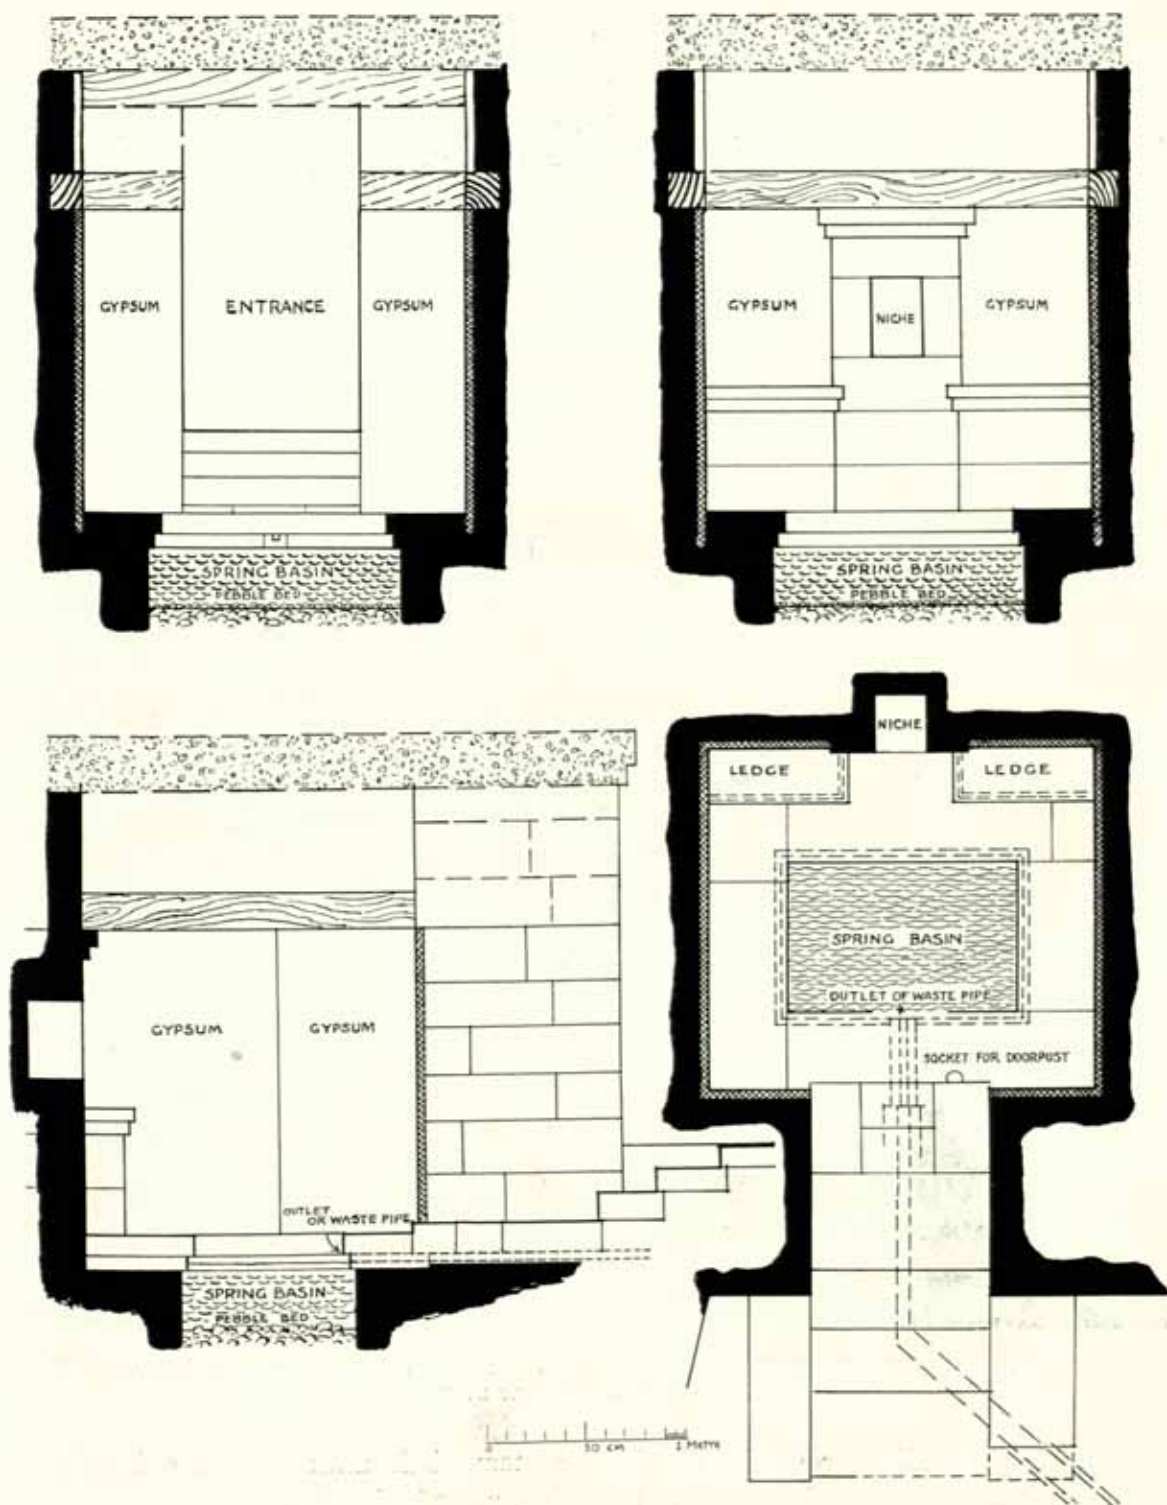 GYPSUM
ENTRANCE
GYPSUM
SPRING BASIN
PEBBLE BED
GYPSUM
NICHE
GYPSUM
SPRING BASIN
PEBBLE BED
GYPSUM
GYPSUM
OUTLET
OR WASTE PIPE
SPRING BASIN
PEBBLE BED
NICHE
LEDGE
LEDGE
SPRING BASIN
OUTLET OF WASTE PIPE
SOCKET FOR DOORPOST
0
50 CM
1 METRE